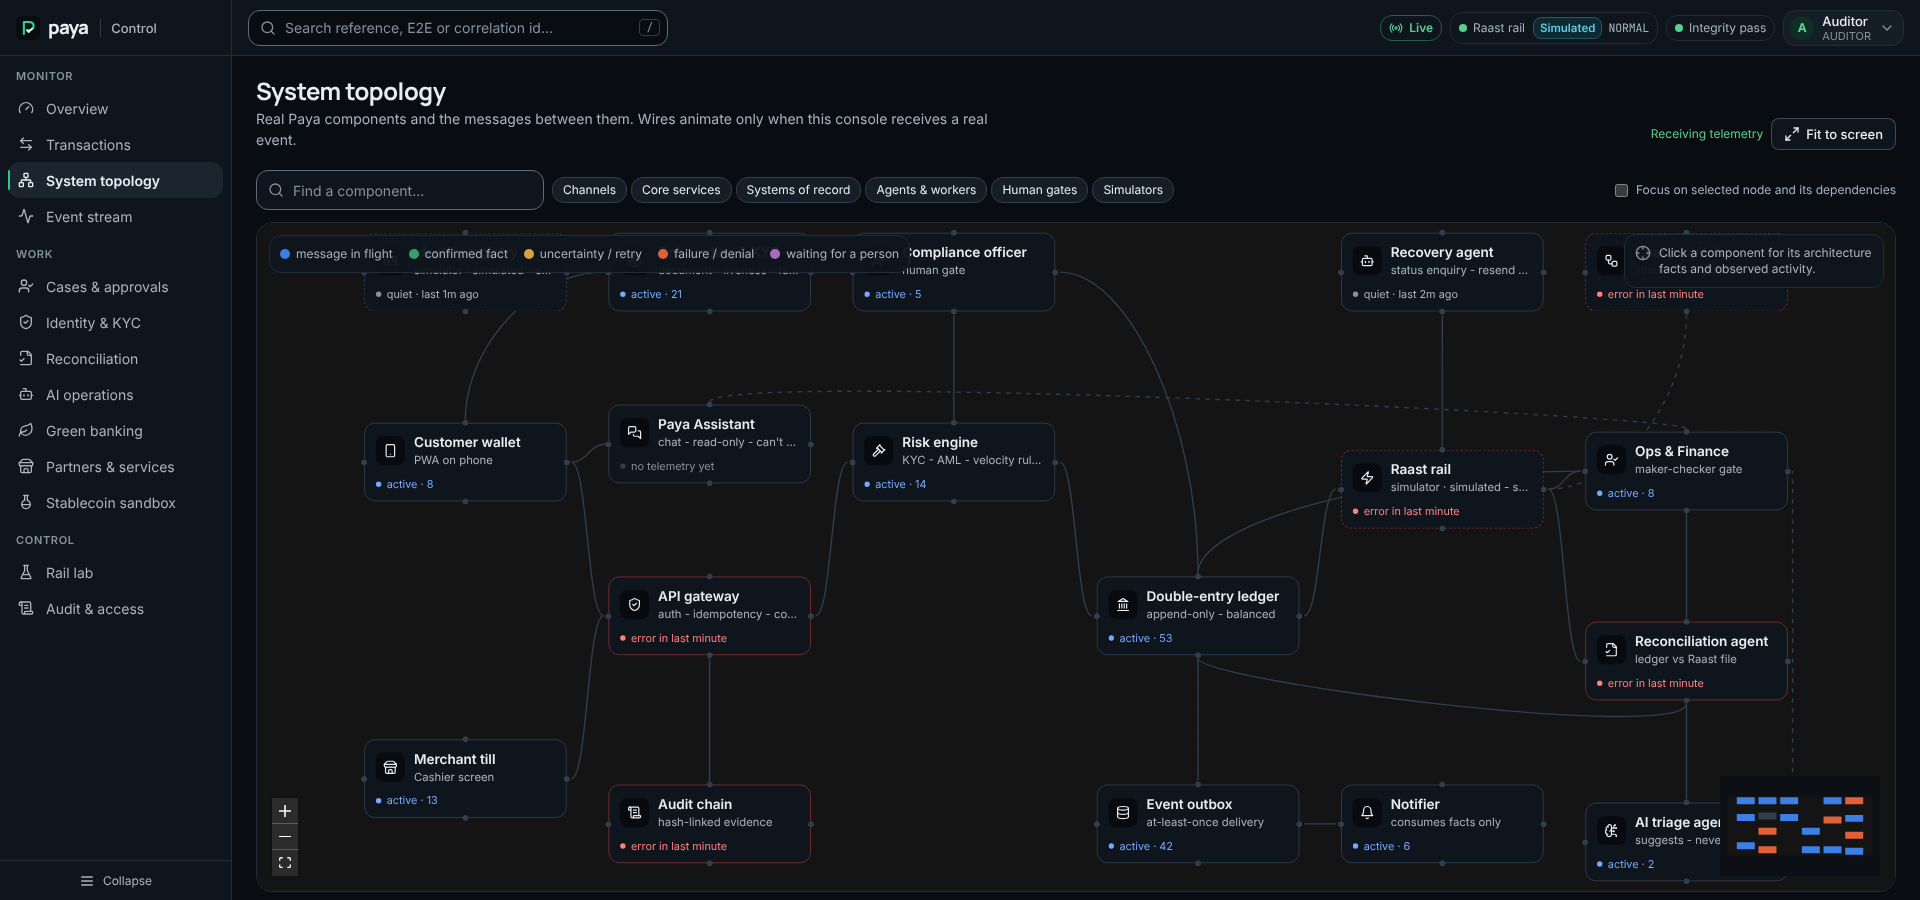 paya
Control
Search reference, E2E or correlation id...
/
Live
Raast rail
Simulated
NORMAL
Integrity pass
A
Auditor
AUDITOR
MONITOR
Overview
Transactions
System topology
Event stream
WORK
Cases & approvals
Identity & KYC
Reconciliation
AI operations
Green banking
Partners & services
Stablecoin sandbox
CONTROL
Rail lab
Audit & access
Collapse
System topology
Real Paya components and the messages between them. Wires animate only when this console receives a real
event.
Receiving telemetry
Fit to screen
Find a component...
Channels
Core services
Systems of record
Agents & workers
Human gates
Simulators
Focus on selected node and its dependencies
message in flight
confirmed fact
uncertainty / retry
failure / denial
waiting for a person
quiet · last 1m ago
active · 21
Compliance officer
human gate
active · 5
Recovery agent
status enquiry - resend ...
quiet · last 2m ago
Click a component for its architecture
facts and observed activity.
error in last minute
Customer wallet
PWA on phone
active · 8
Paya Assistant
chat - read-only - can't ...
no telemetry yet
Risk engine
KYC - AML - velocity rul...
active · 14
Raast rail
simulator · simulated - s...
error in last minute
Ops & Finance
maker-checker gate
active · 8
API gateway
auth - idempotency - co...
error in last minute
Double-entry ledger
append-only - balanced
active · 53
Reconciliation agent
ledger vs Raast file
error in last minute
Merchant till
Cashier screen
active · 13
Audit chain
hash-linked evidence
error in last minute
Event outbox
at-least-once delivery
active · 42
Notifier
consumes facts only
active · 6
AI triage
suggests - neve
active · 2